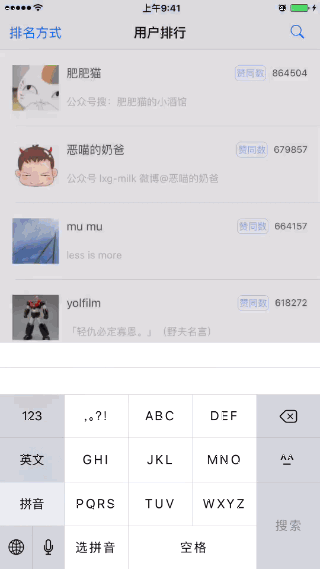 上午9:41
排名方式 用户排行
肥肥猫 赞同数 864504
公众号搜：肥肥猫的小酒馆
恶喵的奶爸 赞同数 679857
公众号 lxg-milk 微博@恶喵的奶爸
mu mu 赞同数 664157
less is more
yolfilm 赞同数 618272
「轻仇必定寡恩。」（野夫名言）
123 ,。?! ABC DEF
英文 GHI JKL MNO ^^
拼音 PQRS TUV WXYZ 搜索
选拼音 空格